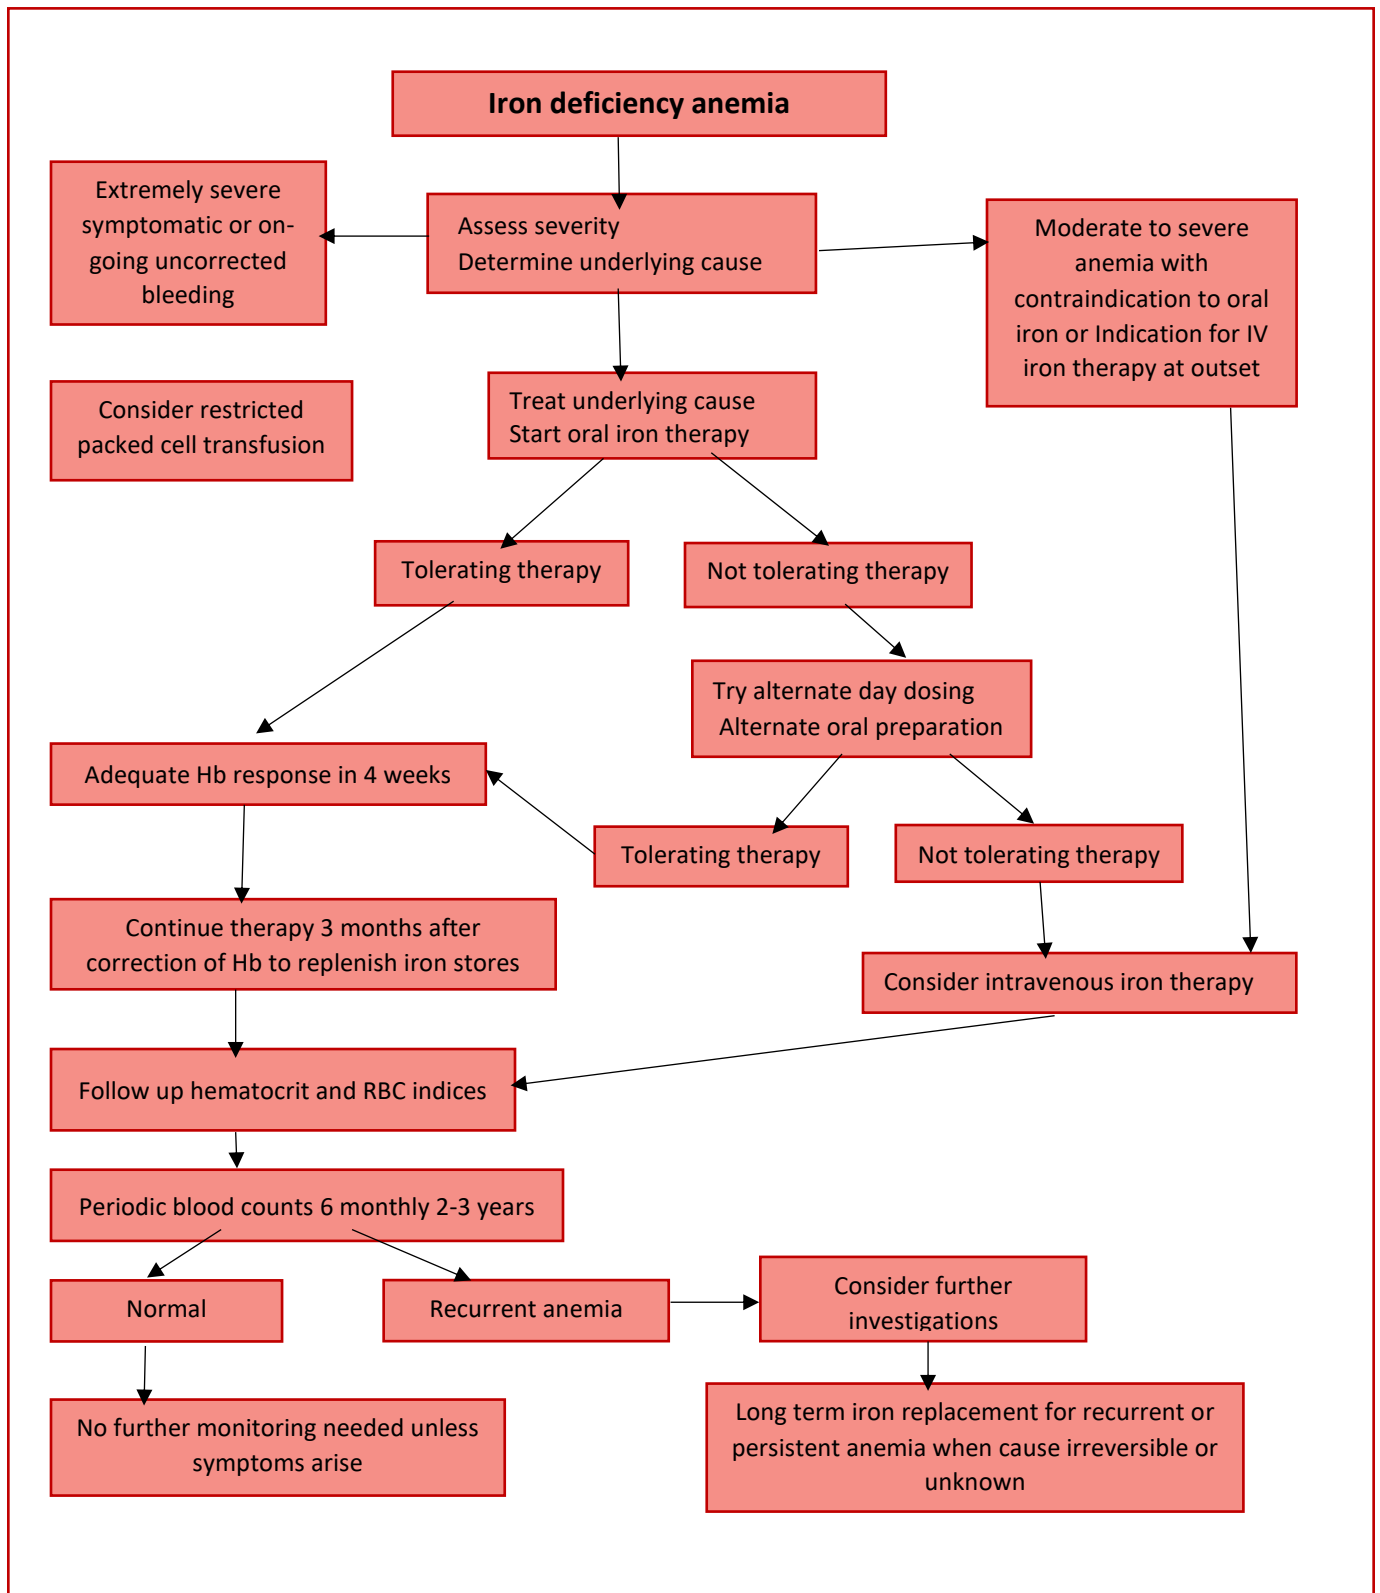 Iron deficiency anemia
Extremely severe
symptomatic or on-
going uncorrected
bleeding
Assess severity
Determine underlying cause
Moderate to severe
anemia with
contraindication to oral
iron or Indication for IV
iron therapy at outset
Consider restricted
packed cell transfusion
Treat underlying cause
Start oral iron therapy
Tolerating therapy
Not tolerating therapy
Try alternate day dosing
Alternate oral preparation
Adequate Hb response in 4 weeks
Tolerating therapy
Not tolerating therapy
Continue therapy 3 months after
correction of Hb to replenish iron stores
Consider intravenous iron therapy
Follow up hematocrit and RBC indices
Periodic blood counts 6 monthly 2-3 years
Normal
Recurrent anemia
Consider further
investigations
No further monitoring needed unless
symptoms arise
Long term iron replacement for recurrent or
persistent anemia when cause irreversible or
unknown